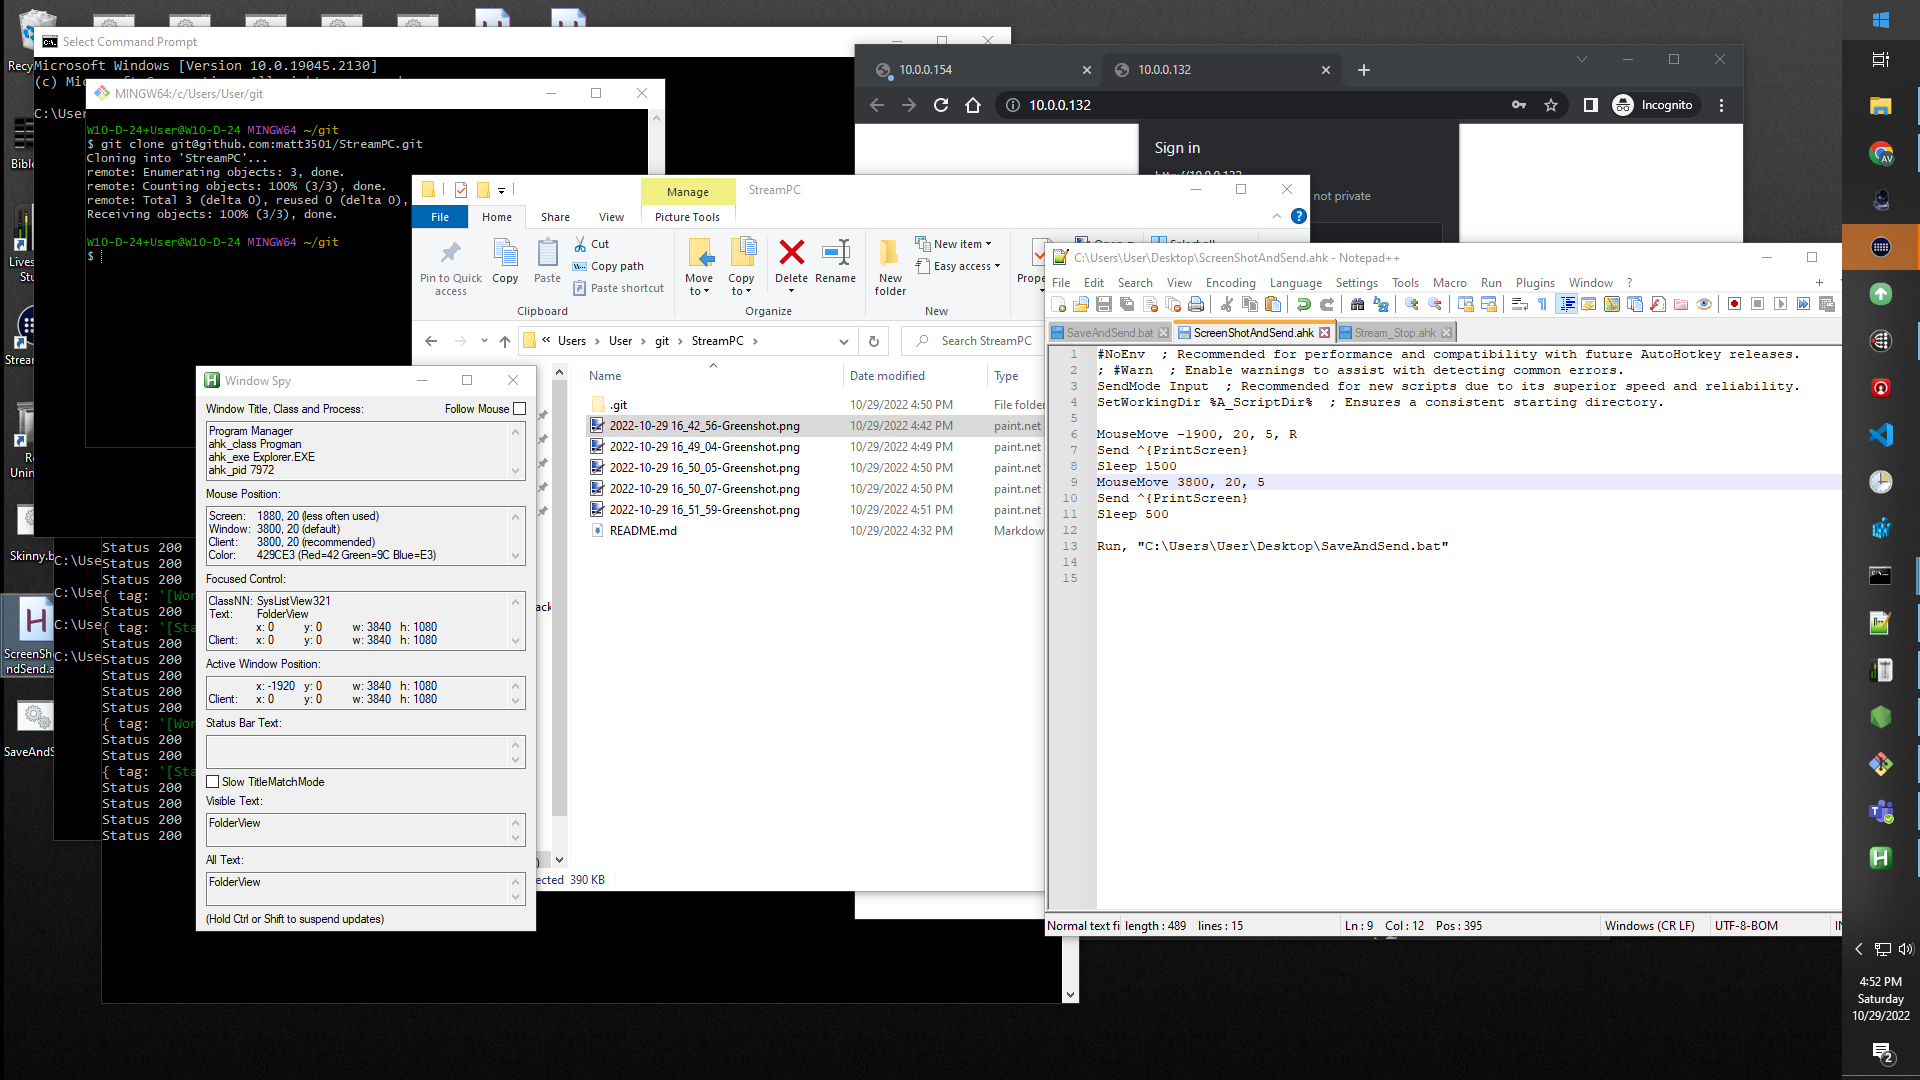 Select Command Prompt
Microsoft Windows [Version 10.0.19045.2130]
MINGW64:/c/Users/User/git
W10-D-24+User@W10-D-24 MINGW64 ~/git
$ git clone git@github.com:matt3501/StreamPC.git
Cloning into 'StreamPC'...
remote: Enumerating objects: 3, done.
remote: Counting objects: 100% (3/3), done.
remote: Total 3 (delta 0), reused 0 (delta 0),
Receiving objects: 100% (3/3), done.
W10-D-24+User@W10-D-24 MINGW64 ~/git
$
10.0.0.154
10.0.0.132
10.0.0.132
Incognito
Sign in
not private
Manage
StreamPC
File
Home
Share
View
Picture Tools
Pin to Quick access
Copy
Paste
Cut
Copy path
Paste shortcut
Clipboard
Move to
Copy to
Delete
Rename
Organize
New folder
New item
Easy access
New
« Users > User > git > StreamPC >
Search StreamPC
Name Date modified Type
.git 10/29/2022 4:50 PM File folder
2022-10-29 16_42_56-Greenshot.png 10/29/2022 4:42 PM paint.net
2022-10-29 16_49_04-Greenshot.png 10/29/2022 4:49 PM paint.net
2022-10-29 16_50_05-Greenshot.png 10/29/2022 4:50 PM paint.net
2022-10-29 16_50_07-Greenshot.png 10/29/2022 4:50 PM paint.net
2022-10-29 16_51_59-Greenshot.png 10/29/2022 4:51 PM paint.net
README.md 10/29/2022 4:32 PM Markdow
390 KB
Window Spy
Window Title, Class and Process: Follow Mouse
Program Manager
ahk_class Progman
ahk_exe Explorer.EXE
ahk_pid 7972
Mouse Position:
Screen: 1880, 20 (less often used)
Window: 3800, 20 (default)
Client: 3800, 20 (recommended)
Color: 429CE3 (Red=42 Green=9C Blue=E3)
Focused Control:
ClassNN: SysListView321
Text: FolderView
x: 0 y: 0 w: 3840 h: 1080
Client: x: 0 y: 0 w: 3840 h: 1080
Active Window Position:
x: -1920 y: 0 w: 3840 h: 1080
Client: x: 0 y: 0 w: 3840 h: 1080
Status Bar Text:
Slow TitleMatchMode
Visible Text:
FolderView
All Text:
FolderView
(Hold Ctrl or Shift to suspend updates)
Status 200
Status 200
Status 200
{ tag: '[Wor
Status 200
{ tag: '[Sta
Status 200
Status 200
Status 200
Status 200
Status 200
{ tag: '[Wor
Status 200
Status 200
{ tag: '[Sta
Status 200
Status 200
Status 200
Status 200
C:\Users\User\Desktop\ScreenShotAndSend.ahk - Notepad++
File Edit Search View Encoding Language Settings Tools Macro Run Plugins Window ?
SaveAndSend.bat
ScreenShotAndSend.ahk
Stream_Stop.ahk
1 #NoEnv ; Recommended for performance and compatibility with future AutoHotkey releases.
2 ; #Warn ; Enable warnings to assist with detecting common errors.
3 SendMode Input ; Recommended for new scripts due to its superior speed and reliability.
4 SetWorkingDir %A_ScriptDir% ; Ensures a consistent starting directory.
5
6 MouseMove -1900, 20, 5, R
7 Send ^{PrintScreen}
8 Sleep 1500
9 MouseMove 3800, 20, 5
10 Send ^{PrintScreen}
11 Sleep 500
12
13 Run, "C:\Users\User\Desktop\SaveAndSend.bat"
14
15
Normal text fi length : 489 lines : 15 Ln : 9 Col : 12 Pos : 395 Windows (CR LF) UTF-8-BOM
4:52 PM
Saturday
10/29/2022
2